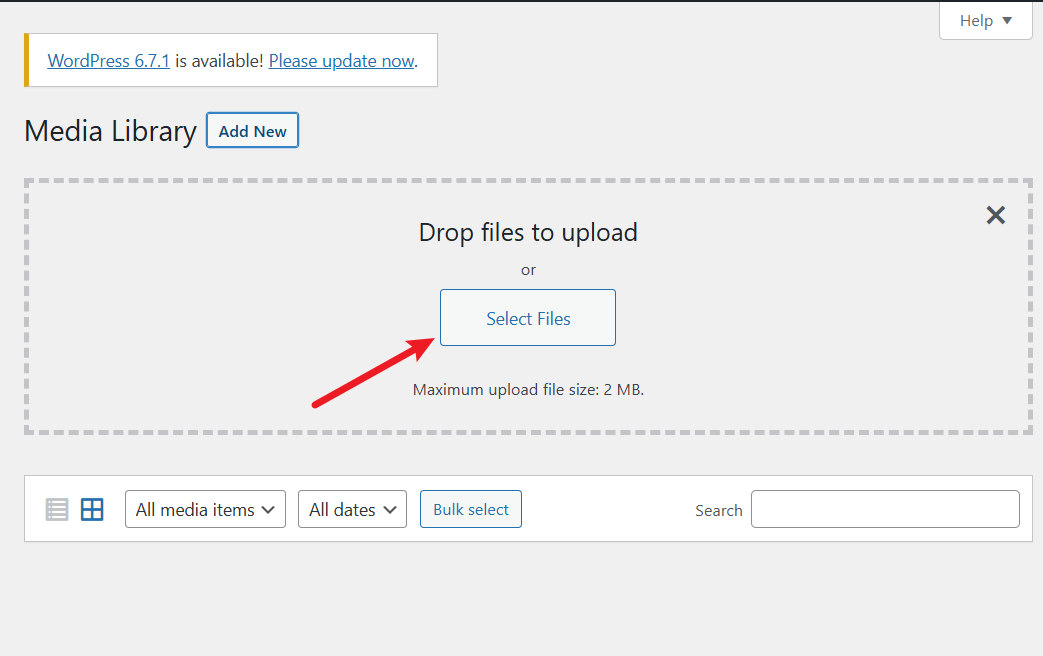 Help
WordPress 6.7.1 is available! Please update now.
Media Library Add New
Drop files to upload
or
Select Files
Maximum upload file size: 2 MB.
All media items All dates Bulk select Search